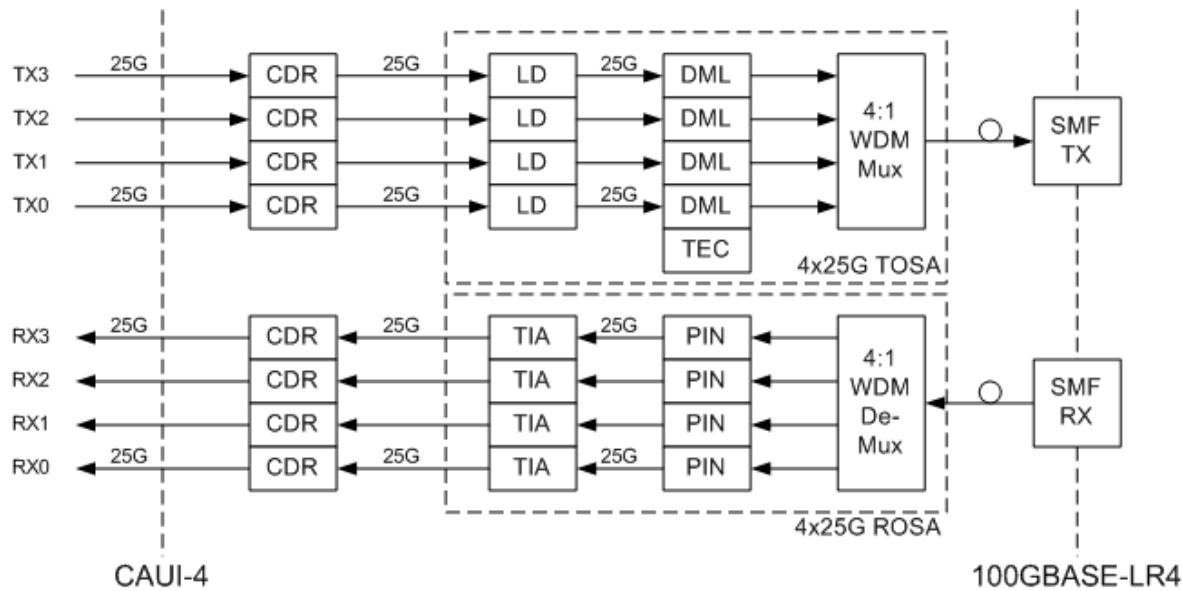 TX3 25G CDR 25G LD 25G DML
TX2 CDR LD DML
TX1 CDR LD DML
TX0 25G CDR 25G LD 25G DML
TEC
4:1
WDM
Mux
SMF
TX
4x25G TOSA
RX3 25G CDR 25G TIA 25G PIN
RX2 CDR TIA PIN
RX1 CDR TIA PIN
RX0 25G CDR 25G TIA 25G PIN
4:1
WDM
De-
Mux
SMF
RX
4x25G ROSA
CAUI-4
100GBASE-LR4